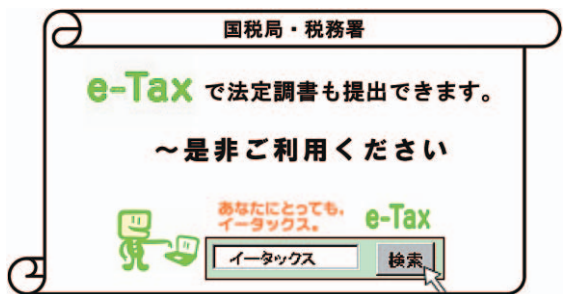 国税局・税務署
e-Tax で法定調書も提出できます。
～是非ご利用ください
あなたにとっても、
イータックス。
e-Tax
イータックス 検索